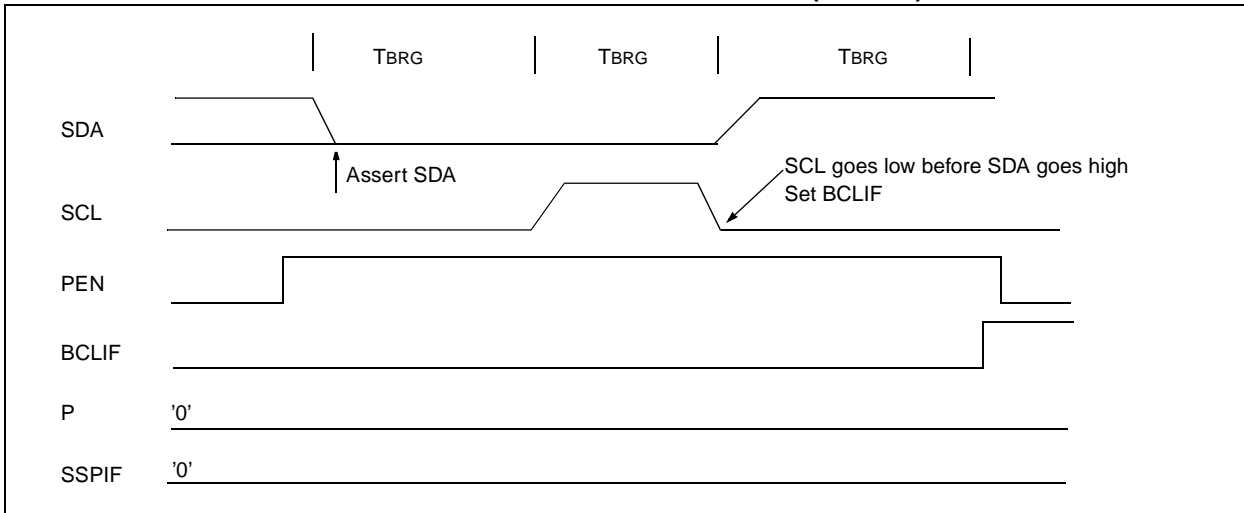 TBRG TBRG TBRG
SDA
Assert SDA
SCL goes low before SDA goes high
Set BCLIF
SCL
PEN
BCLIF
P '0'
SSPIF '0'